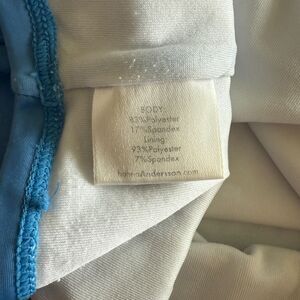 BODY:
83%Polyester
17%Spandex
Lining:
93%Polyester
7%Spandex
hannaAndersson.com